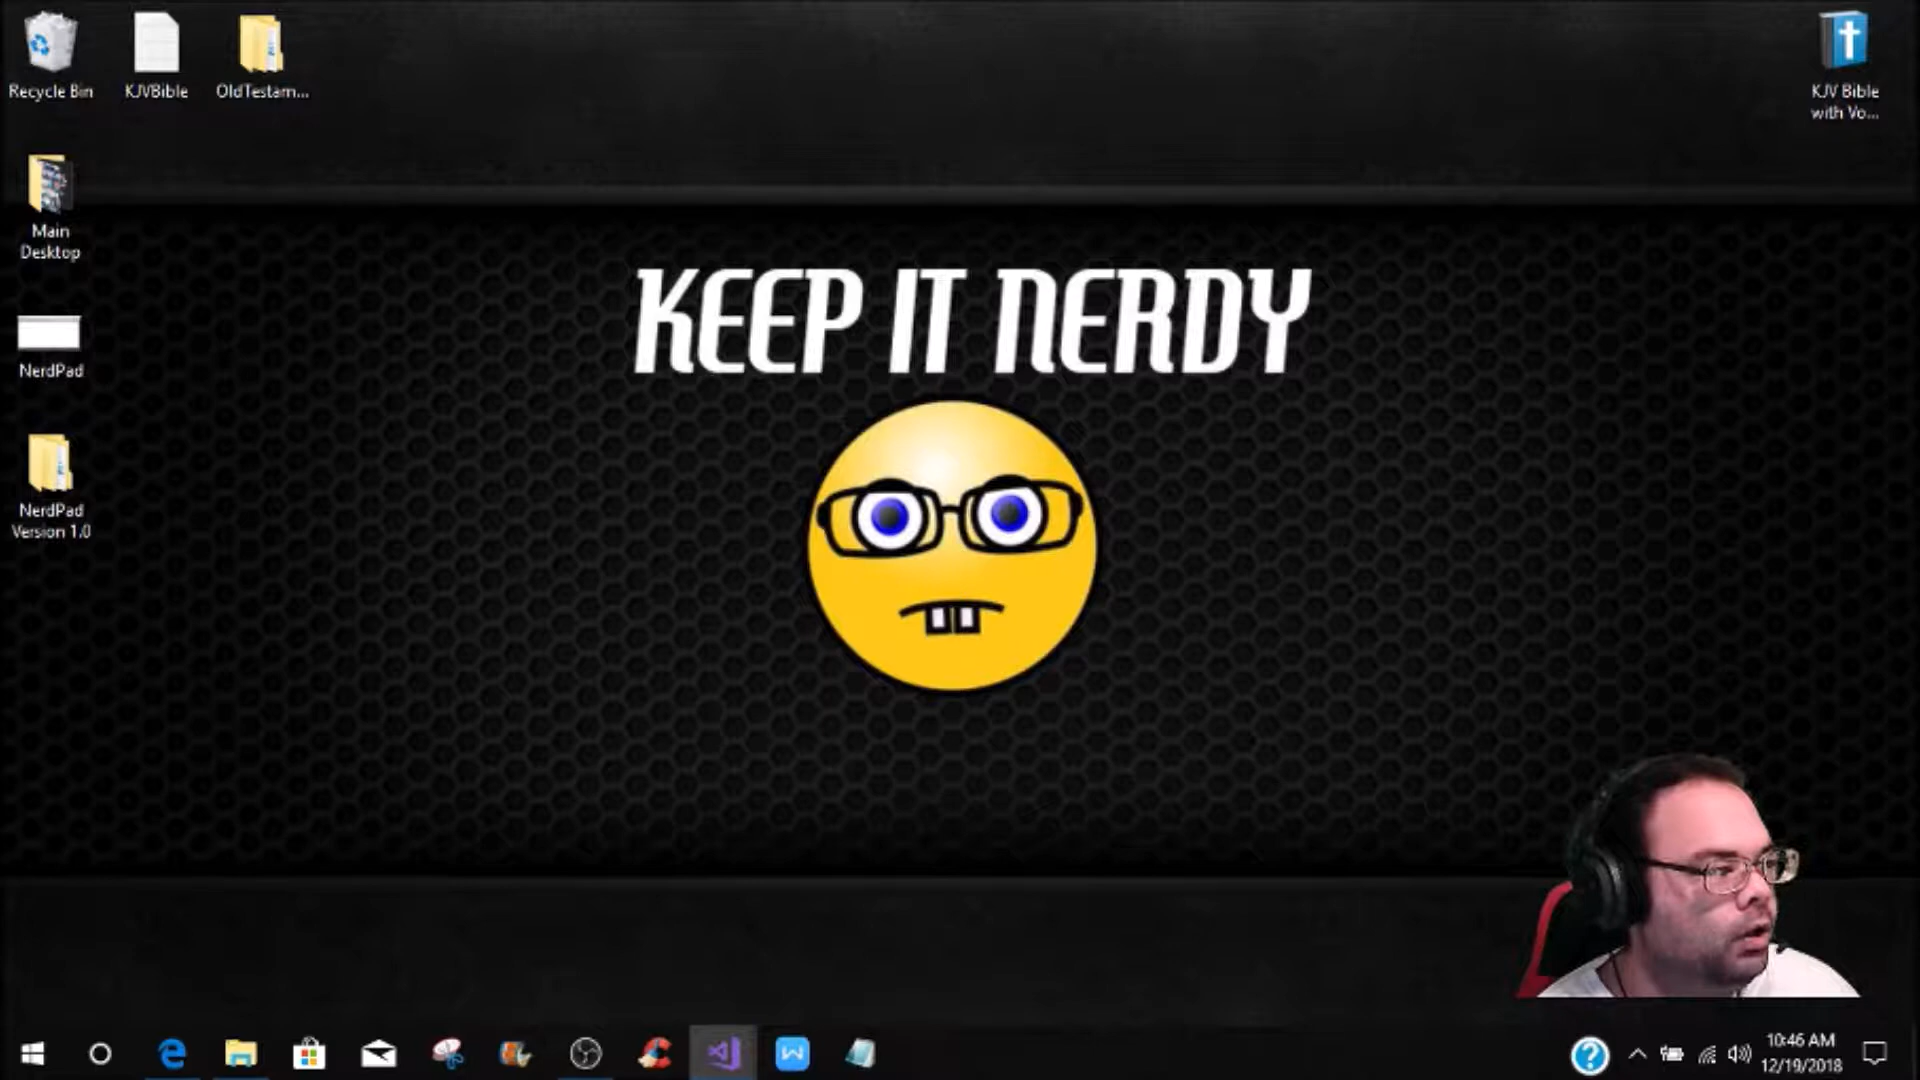 Recycle Bin
KJVBible
OldTestam...
KJV Bible
with Vo...
Main
Desktop
NerdPad
NerdPad
Version 1.0
KEEP IT NERDY
10:46 AM
12/19/2018